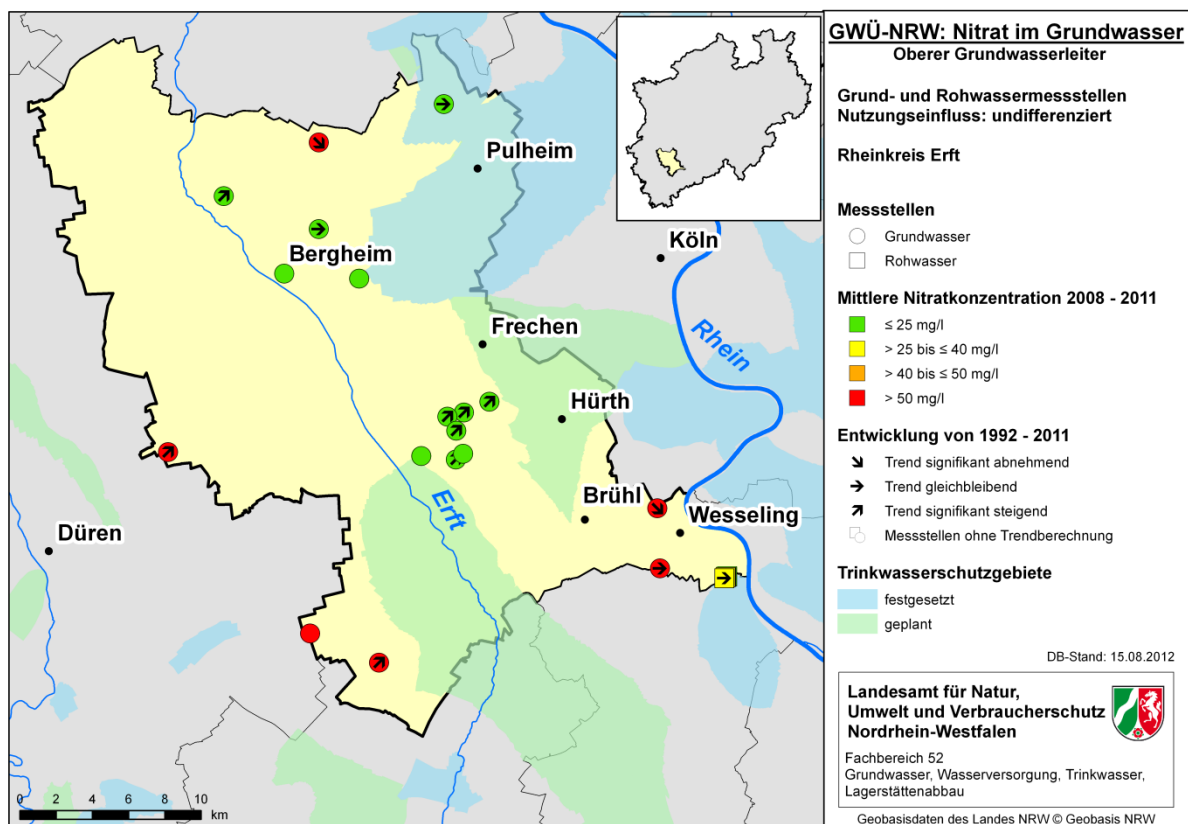 Pulheim
Bergheim
Köln
Frechen
Rhein
Hürth
Erft
Brühl
Wesseling
Düren
0 2 4 6 8 10
km
GWÜ-NRW: Nitrat im Grundwasser
Oberer Grundwasserleiter
Grund- und Rohwassermessstellen
Nutzungseinfluss: undifferenziert
Rheinkreis Erft
Messstellen
Grundwasser
Rohwasser
Mittlere Nitratkonzentration 2008 - 2011
≤ 25 mg/l
> 25 bis ≤ 40 mg/l
> 40 bis ≤ 50 mg/l
> 50 mg/l
Entwicklung von 1992 - 2011
Trend signifikant abnehmend
Trend gleichbleibend
Trend signifikant steigend
Messstellen ohne Trendberechnung
Trinkwasserschutzgebiete
festgesetzt
geplant
DB-Stand: 15.08.2012
Landesamt für Natur,
Umwelt und Verbraucherschutz
Nordrhein-Westfalen
Fachbereich 52
Grundwasser, Wasserversorgung, Trinkwasser,
Lagerstättenabbau
Geobasisdaten des Landes NRW © Geobasis NRW